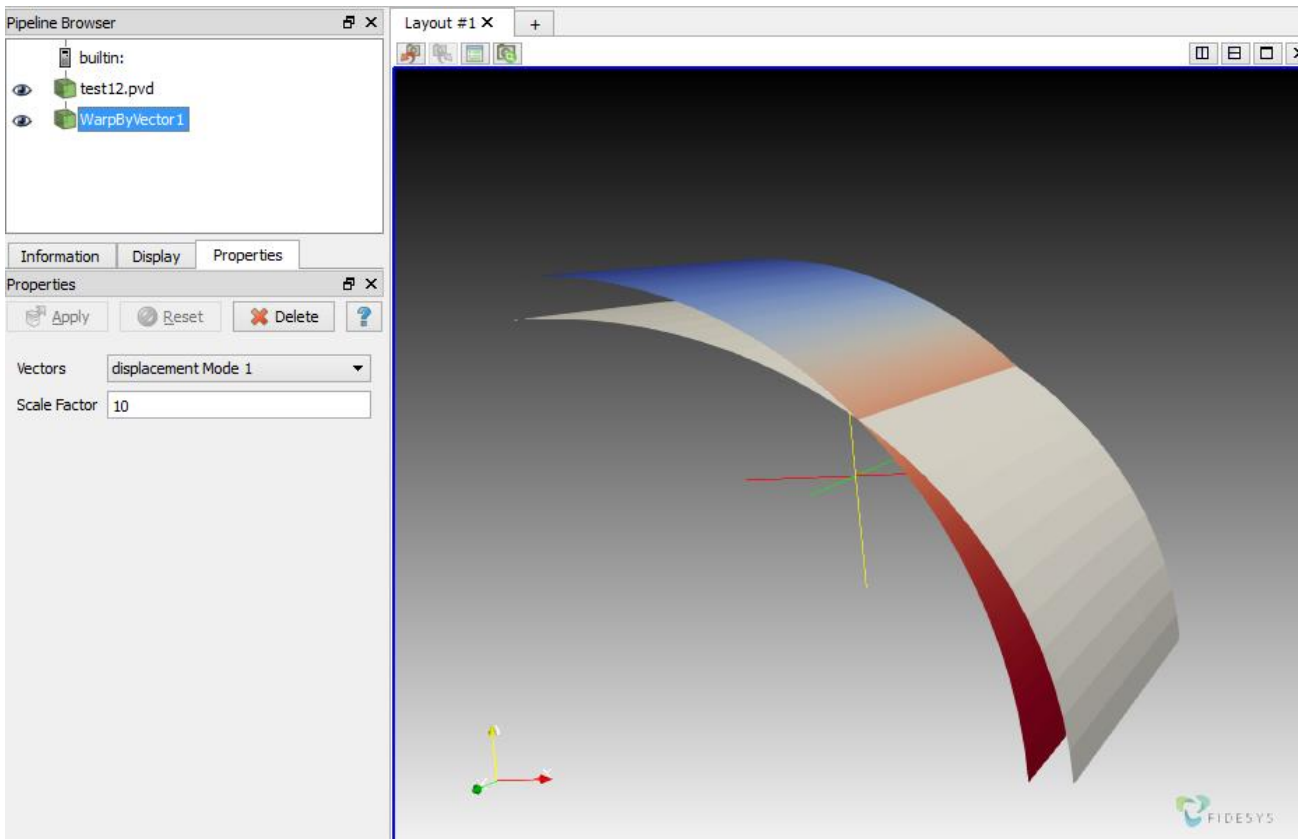 Pipeline Browser
builtin:
test12.pvd
WarpByVector1
Information Display Properties
Properties
Apply Reset Delete ?
Vectors displacement Mode 1
Scale Factor 10
Layout #1 X +
FIDESYS